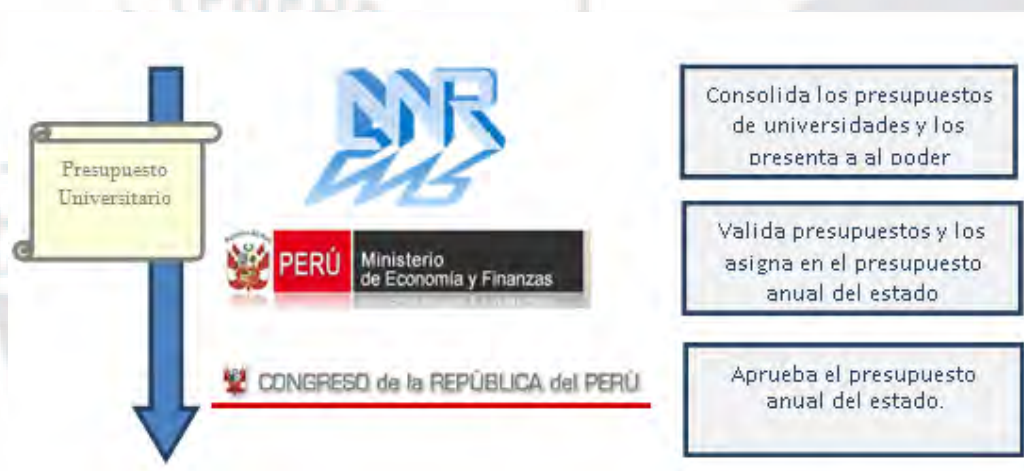 Presupuesto
Universitario
ANR
Consolida los presupuestos
de universidades y los
presenta a al poder
PERÚ
Ministerio
de Economía y Finanzas
Valida presupuestos y los
asigna en el presupuesto
anual del estado
CONGRESO de la REPÚBLICA del PERÚ
Aprueba el presupuesto
anual del estado.